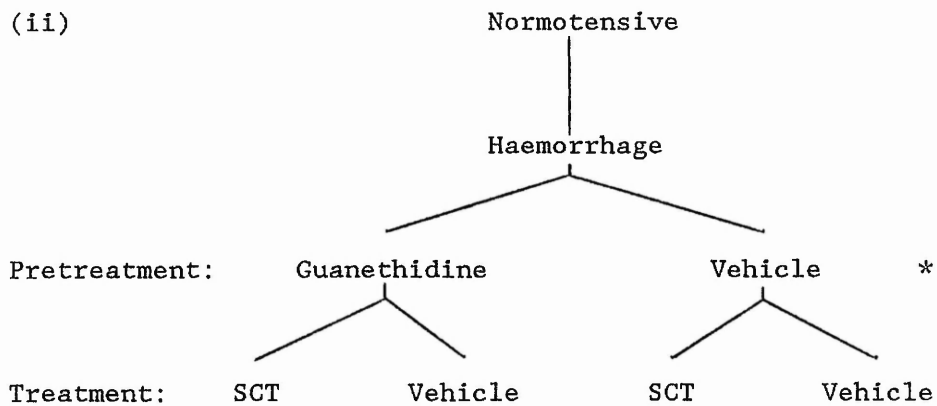 (ii) Normotensive
Haemorrhage
Pretreatment: Guanethidine Vehicle *
Treatment: SCT Vehicle SCT Vehicle